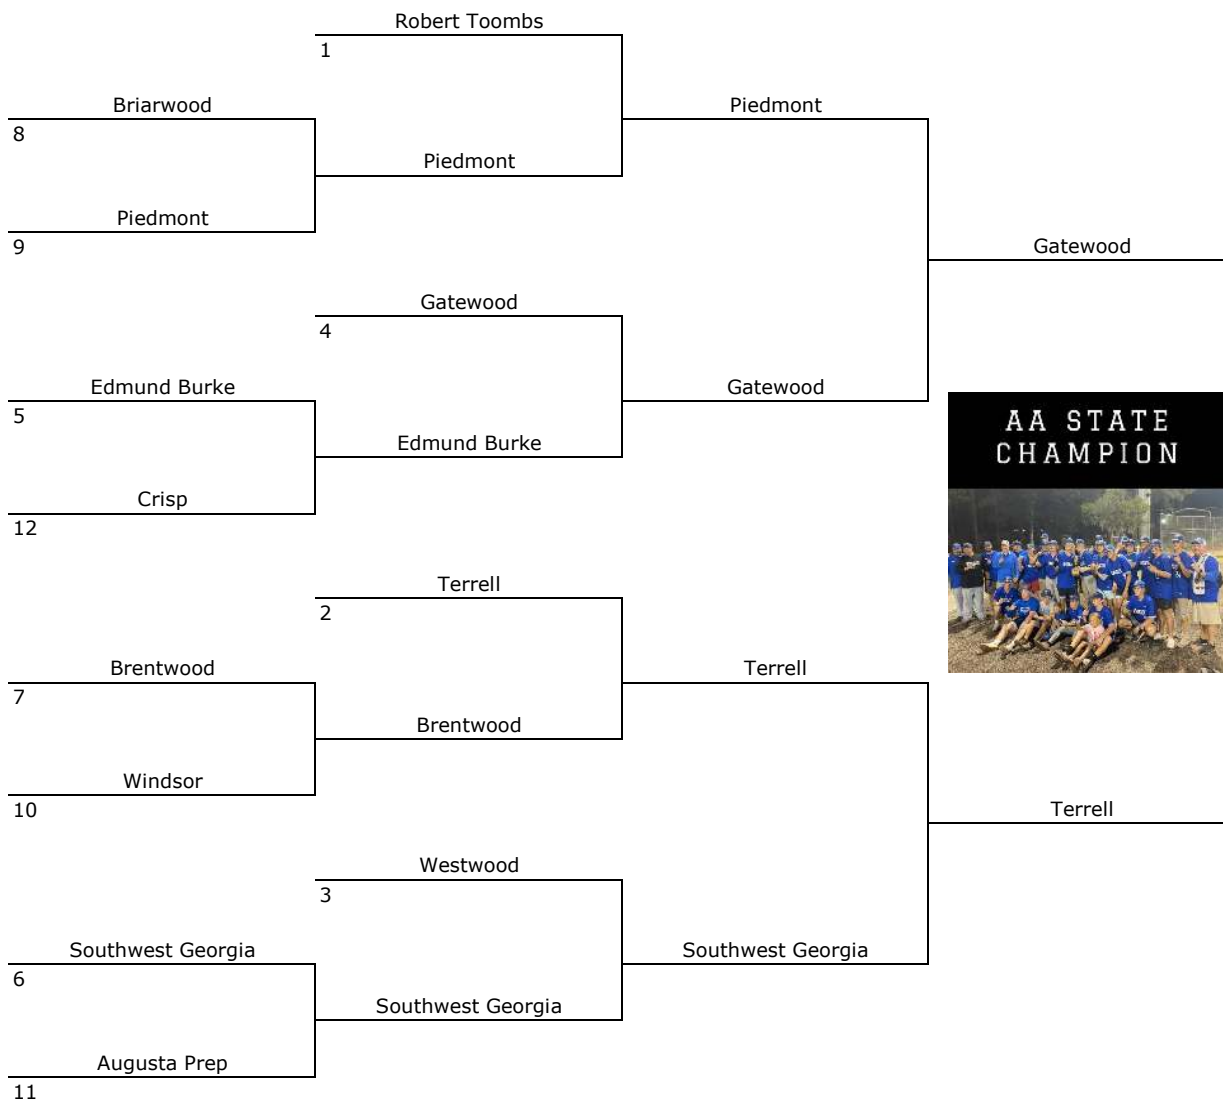 Robert Toombs
1
Briarwood
Piedmont
8
Piedmont
Piedmont
9
Gatewood
Gatewood
4
Edmund Burke
Gatewood
5
AA STATE
CHAMPION
Edmund Burke
Crisp
12
Terrell
2
Brentwood
Terrell
7
Brentwood
Windsor
10
Terrell
Westwood
3
Southwest Georgia
Southwest Georgia
6
Southwest Georgia
Augusta Prep
11